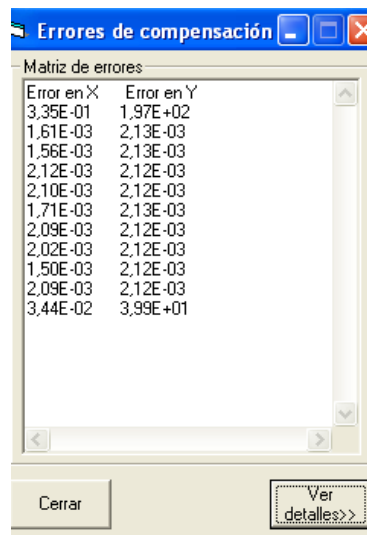 Errores de compensación
Matriz de errores
Error en X Error en Y
3,35E-01 1,97E+02
1,61E-03 2,13E-03
1,56E-03 2,13E-03
2,12E-03 2,12E-03
2,10E-03 2,12E-03
1,71E-03 2,13E-03
2,09E-03 2,12E-03
2,02E-03 2,12E-03
1,50E-03 2,12E-03
2,09E-03 2,12E-03
3,44E-02 3,99E+01
Cerrar
Ver
detalles>>